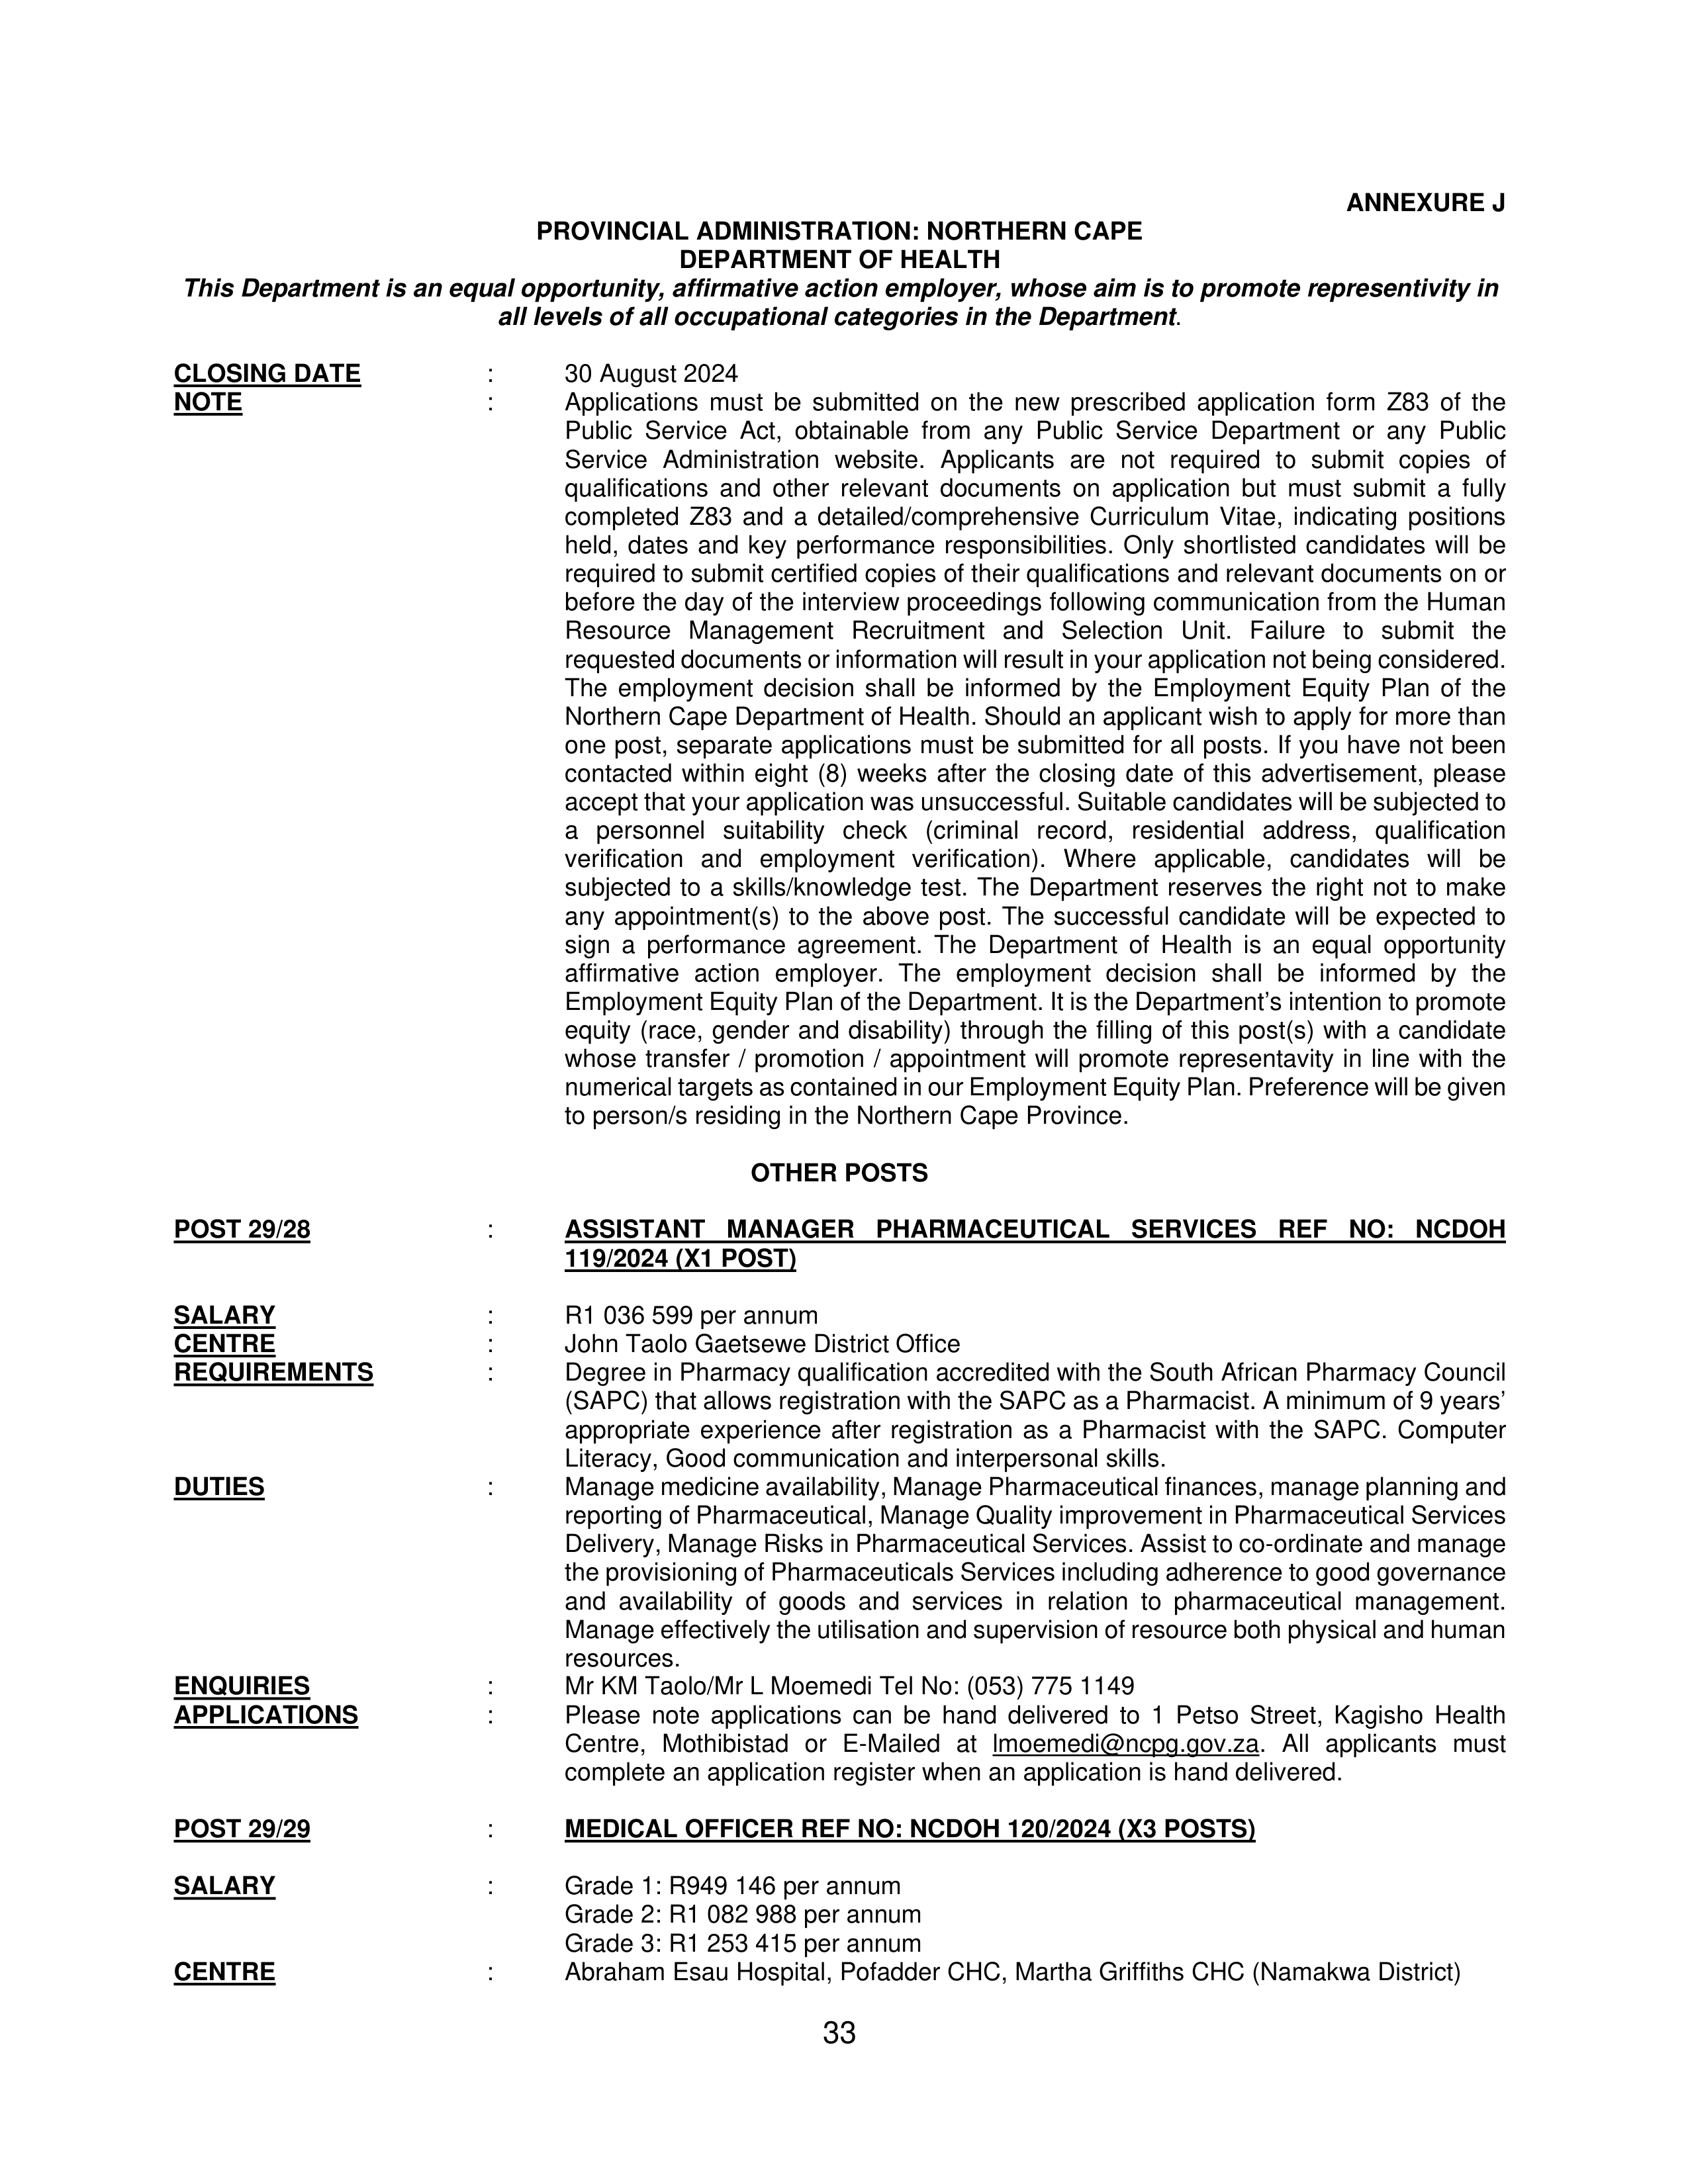 ANNEXURE J
PROVINCIAL ADMINISTRATION: NORTHERN CAPE
DEPARTMENT OF HEALTH
This Department is an equal opportunity, affirmative action employer, whose aim is to promote representivity in
all levels of all occupational categories in the Department.
CLOSING DATE : 30 August 2024
NOTE : Applications must be submitted on the new prescribed application form Z83 of the
Public Service Act, obtainable from any Public Service Department or any Public
Service Administration website. Applicants are not required to submit copies of
qualifications and other relevant documents on application but must submit a fully
completed Z83 and a detailed/comprehensive Curriculum Vitae, indicating positions
held, dates and key performance responsibilities. Only shortlisted candidates will be
required to submit certified copies of their qualifications and relevant documents on or
before the day of the interview proceedings following communication from the Human
Resource Management Recruitment and Selection Unit. Failure to submit the
requested documents or information will result in your application not being considered.
The employment decision shall be informed by the Employment Equity Plan of the
Northern Cape Department of Health. Should an applicant wish to apply for more than
one post, separate applications must be submitted for all posts. If you have not been
contacted within eight (8) weeks after the closing date of this advertisement, please
accept that your application was unsuccessful. Suitable candidates will be subjected to
a personnel suitability check (criminal record, residential address, qualification
verification and employment verification). Where applicable, candidates will be
subjected to a skills/knowledge test. The Department reserves the right not to make
any appointment(s) to the above post. The successful candidate will be expected to
sign a performance agreement. The Department of Health is an equal opportunity
affirmative action employer. The employment decision shall be informed by the
Employment Equity Plan of the Department. It is the Department’s intention to promote
equity (race, gender and disability) through the filling of this post(s) with a candidate
whose transfer / promotion / appointment will promote representavity in line with the
numerical targets as contained in our Employment Equity Plan. Preference will be given
to person/s residing in the Northern Cape Province.
OTHER POSTS
POST 29/28 : ASSISTANT MANAGER PHARMACEUTICAL SERVICES REF NO: NCDOH
119/2024 (X1 POST)
SALARY : R1 036 599 per annum
CENTRE : John Taolo Gaetsewe District Office
REQUIREMENTS : Degree in Pharmacy qualification accredited with the South African Pharmacy Council
(SAPC) that allows registration with the SAPC as a Pharmacist. A minimum of 9 years’
appropriate experience after registration as a Pharmacist with the SAPC. Computer
Literacy, Good communication and interpersonal skills.
DUTIES : Manage medicine availability, Manage Pharmaceutical finances, manage planning and
reporting of Pharmaceutical, Manage Quality improvement in Pharmaceutical Services
Delivery, Manage Risks in Pharmaceutical Services. Assist to co-ordinate and manage
the provisioning of Pharmaceuticals Services including adherence to good governance
and availability of goods and services in relation to pharmaceutical management.
Manage effectively the utilisation and supervision of resource both physical and human
resources.
ENQUIRIES : Mr KM Taolo/Mr L Moemedi Tel No: (053) 775 1149
APPLICATIONS : Please note applications can be hand delivered to 1 Petso Street, Kagisho Health
Centre, Mothibistad or E-Mailed at lmoemedi@ncpg.gov.za. All applicants must
complete an application register when an application is hand delivered.
POST 29/29 : MEDICAL OFFICER REF NO: NCDOH 120/2024 (X3 POSTS)
SALARY : Grade 1: R949 146 per annum
Grade 2: R1 082 988 per annum
Grade 3: R1 253 415 per annum
CENTRE : Abraham Esau Hospital, Pofadder CHC, Martha Griffiths CHC (Namakwa District)
33